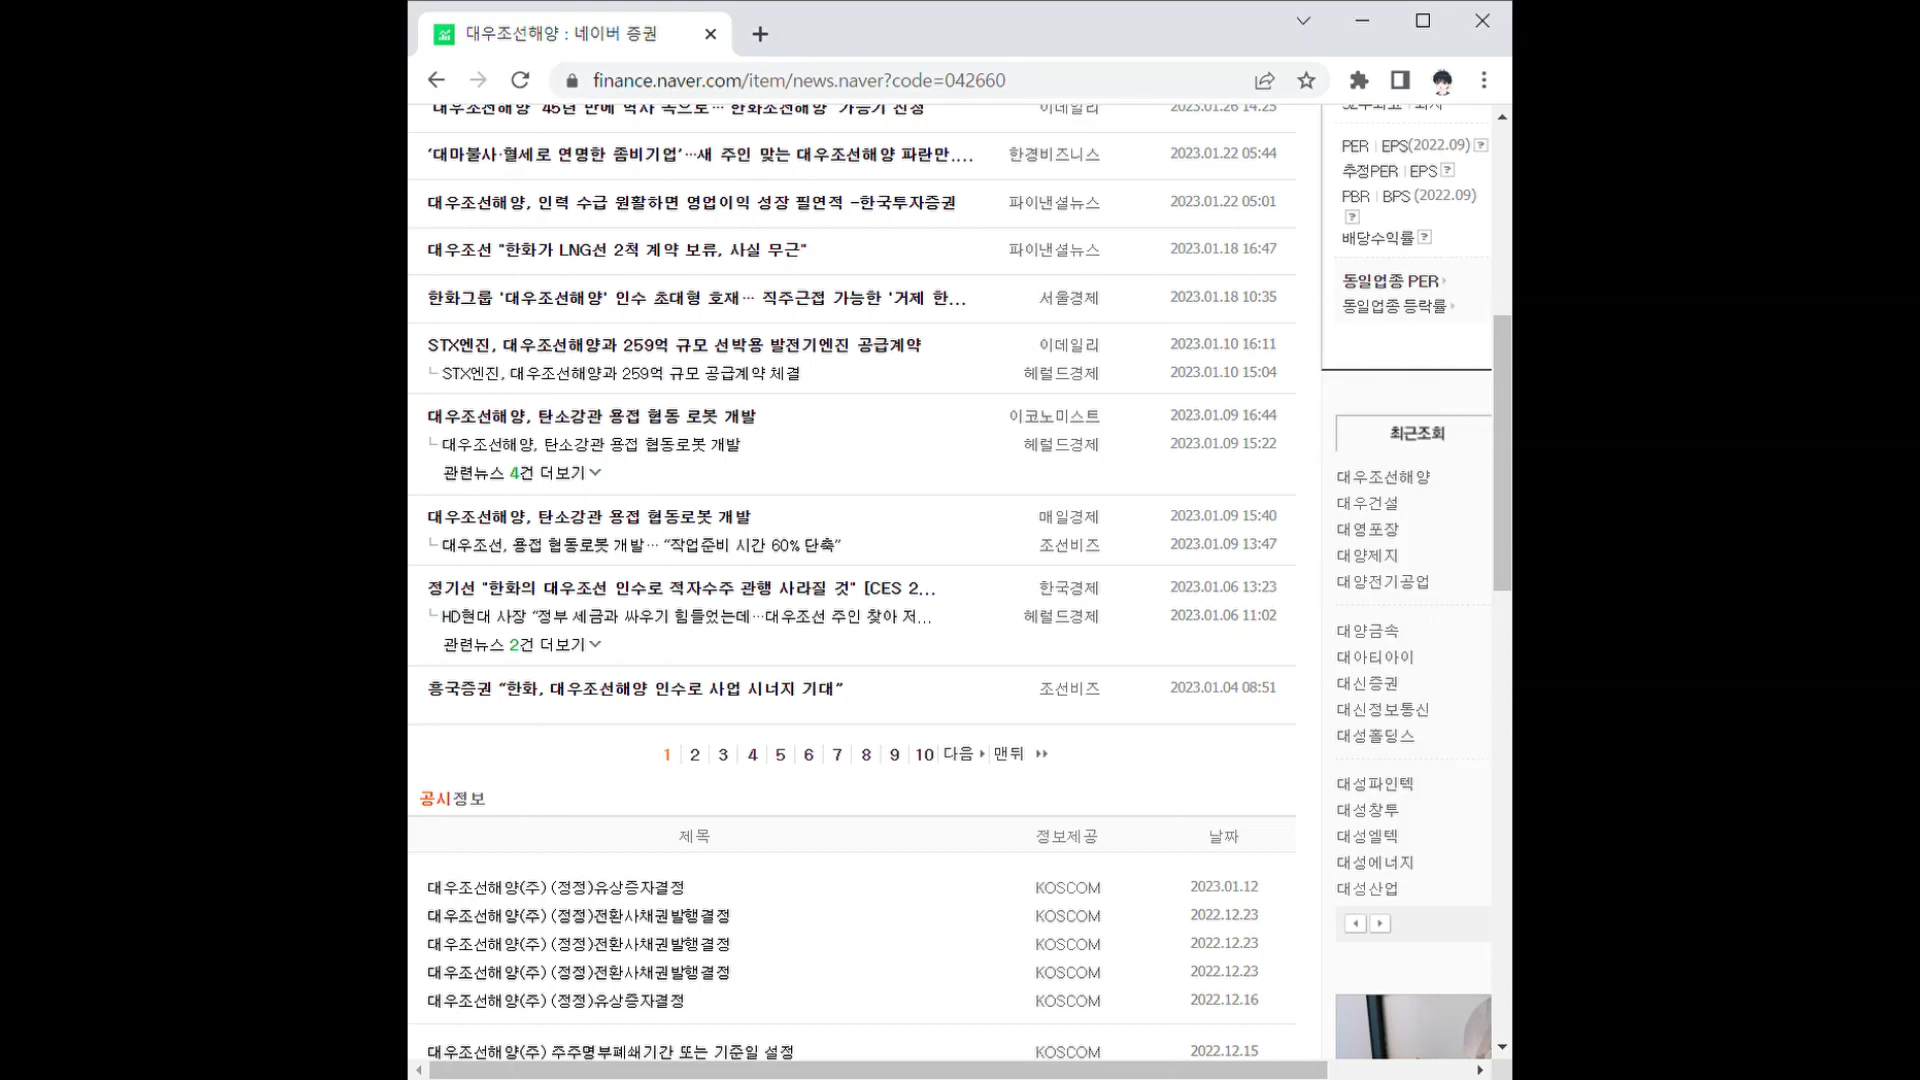 대우조선해양 : 네이버 증권
finance.naver.com/item/news.naver?code=042660
'대우조선해양' 45년 만에 역사 속으로… '한화조선해양' 가등기 신청 이데일리 2023.01.26 14:25
‘대마불사·혈세로 연명한 좀비기업’…새 주인 맞는 대우조선해양 파란만.... 한경비즈니스 2023.01.22 05:44
대우조선해양, 인력 수급 원활하면 영업이익 성장 필연적 -한국투자증권 파이낸셜뉴스 2023.01.22 05:01
대우조선 "한화가 LNG선 2척 계약 보류, 사실 무근" 파이낸셜뉴스 2023.01.18 16:47
한화그룹 '대우조선해양' 인수 초대형 호재… 직주근접 가능한 '거제 한... 서울경제 2023.01.18 10:35
STX엔진, 대우조선해양과 259억 규모 선박용 발전기엔진 공급계약 이데일리 2023.01.10 16:11
STX엔진, 대우조선해양과 259억 규모 공급계약 체결 헤럴드경제 2023.01.10 15:04
대우조선해양, 탄소강관 용접 협동 로봇 개발 이코노미스트 2023.01.09 16:44
대우조선해양, 탄소강관 용접 협동로봇 개발 헤럴드경제 2023.01.09 15:22
관련뉴스 4건 더보기
대우조선해양, 탄소강관 용접 협동로봇 개발 매일경제 2023.01.09 15:40
대우조선, 용접 협동로봇 개발… “작업준비 시간 60% 단축” 조선비즈 2023.01.09 13:47
정기선 "한화의 대우조선 인수로 적자수주 관행 사라질 것" [CES 2... 한국경제 2023.01.06 13:23
HD현대 사장 “정부 세금과 싸우기 힘들었는데…대우조선 주인 찾아 저... 헤럴드경제 2023.01.06 11:02
관련뉴스 2건 더보기
흥국증권 “한화, 대우조선해양 인수로 사업 시너지 기대” 조선비즈 2023.01.04 08:51
1 2 3 4 5 6 7 8 9 10 다음 맨뒤
공시정보
제목 정보제공 날짜
대우조선해양(주) (정정)유상증자결정 KOSCOM 2023.01.12
대우조선해양(주) (정정)전환사채권발행결정 KOSCOM 2022.12.23
대우조선해양(주) (정정)전환사채권발행결정 KOSCOM 2022.12.23
대우조선해양(주) (정정)전환사채권발행결정 KOSCOM 2022.12.23
대우조선해양(주) (정정)유상증자결정 KOSCOM 2022.12.16
대우조선해양(주) 주주명부폐쇄기간 또는 기준일 설정 KOSCOM 2022.12.15
PER EPS(2022.09) ?
추정PER EPS ?
PBR BPS (2022.09)
?
배당수익률 ?
동일업종 PER
동일업종 등락률
최근조회
대우조선해양
대우건설
대영포장
대양제지
대양전기공업
대양금속
대아티아이
대신증권
대신정보통신
대성홀딩스
대성파인텍
대성창투
대성엘텍
대성에너지
대성산업